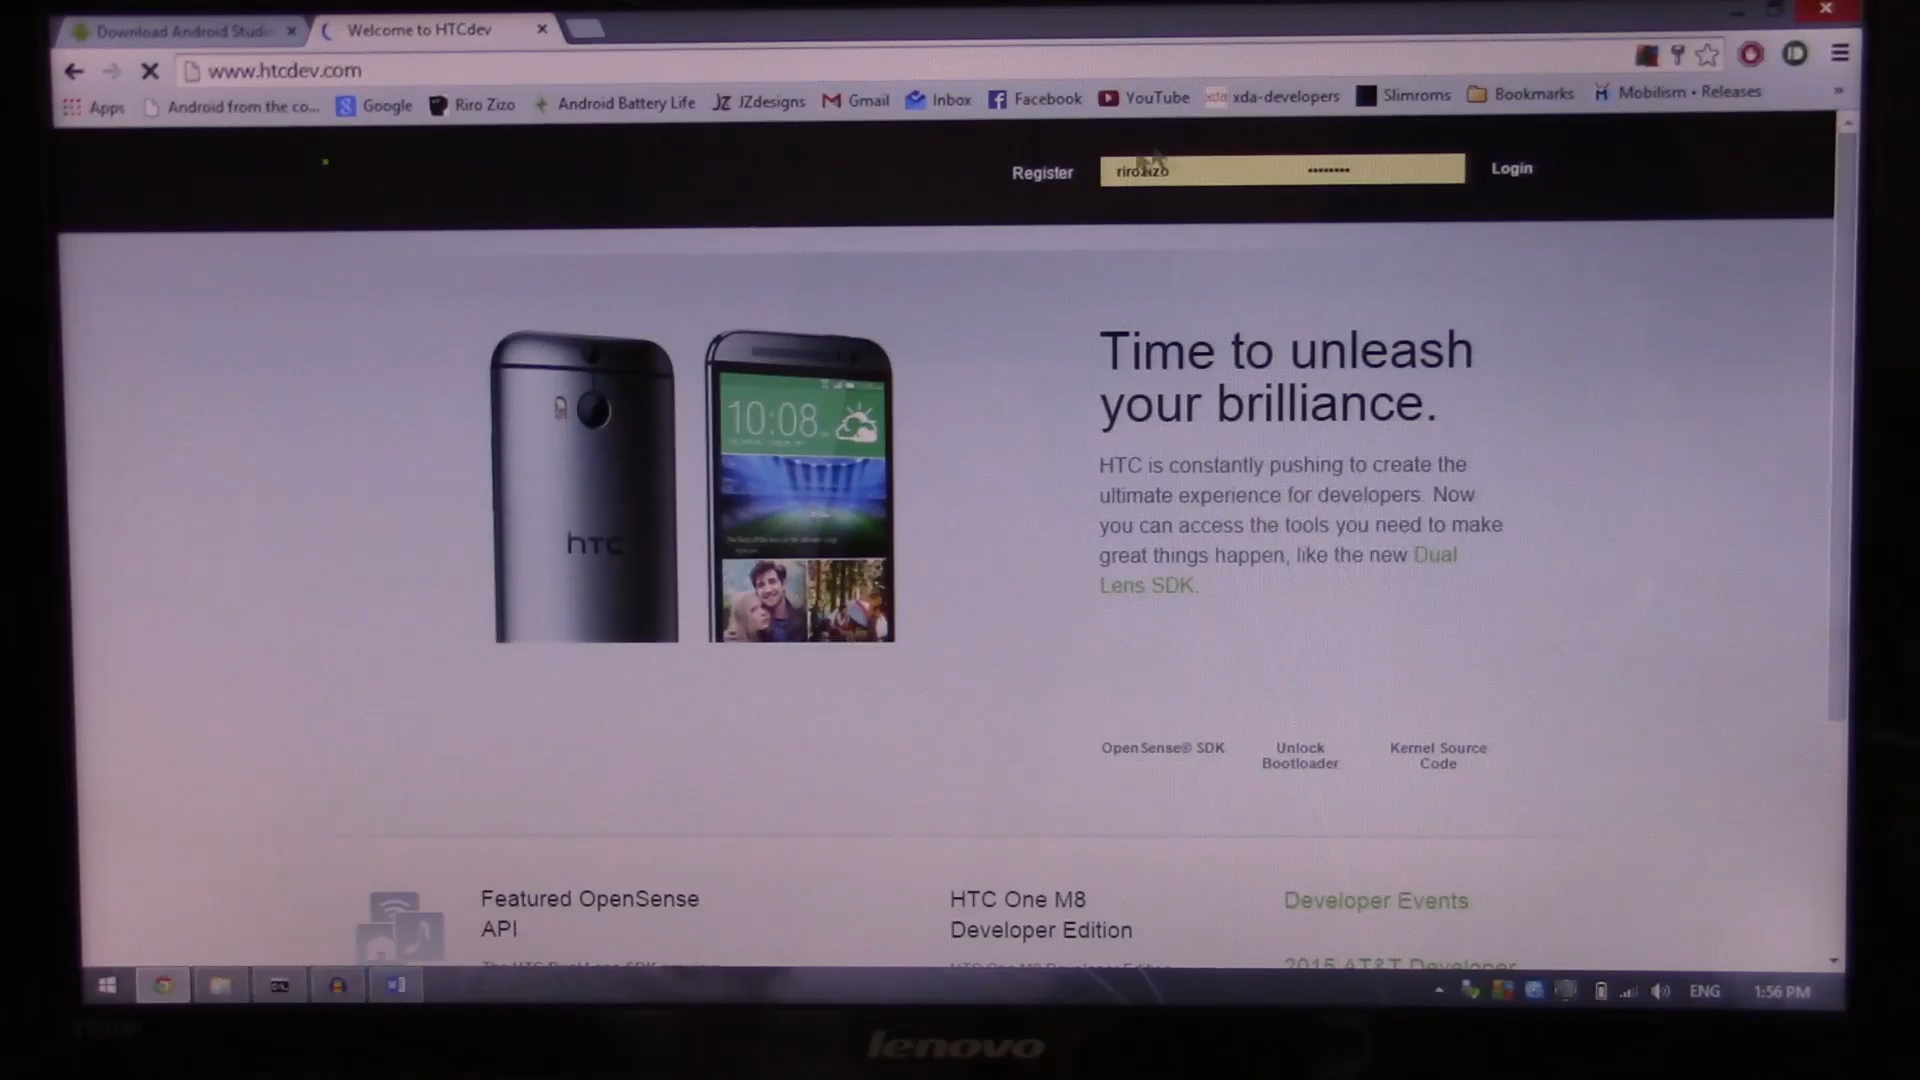 Download Android Studi
Welcome to HTCdev
www.htcdev.com
Apps Android from the co... Google Riro Zizo Android Battery Life JZdesigns Gmail Inbox Facebook YouTube xda-developers Slimroms Bookmarks Mobilism • Releases »
Register rirozizo •••••••• Login
10:08
htc
Time to unleash
your brilliance.
HTC is constantly pushing to create the
ultimate experience for developers. Now
you can access the tools you need to make
great things happen, like the new Dual
Lens SDK.
OpenSense® SDK
Unlock
Bootloader
Kernel Source
Code
Featured OpenSense
API
HTC One M8
Developer Edition
Developer Events
2015 AT&T Developer
ENG 1:56 PM
lenovo